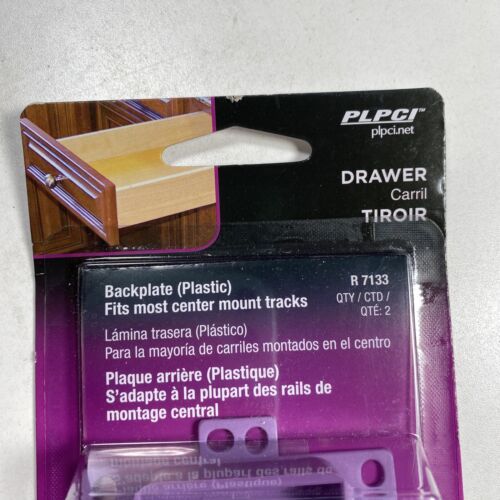 PLPCI™
plpci.net
DRAWER
Carril
TIROIR
Backplate (Plastic)
Fits most center mount tracks
R 7133
QTY / CTD /
QTÉ: 2
Lámina trasera (Plástico)
Para la mayoría de carriles montados en el centro
Plaque arrière (Plastique)
S'adapte à la plupart des rails de
montage central